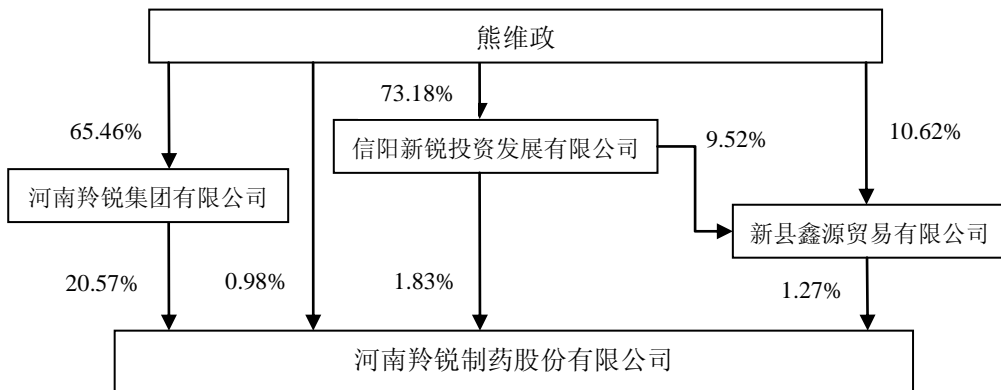 熊维政
73.18%
65.46%
信阳新锐投资发展有限公司
9.52%
10.62%
河南羚锐集团有限公司
新县鑫源贸易有限公司
20.57%
0.98%
1.83%
1.27%
河南羚锐制药股份有限公司